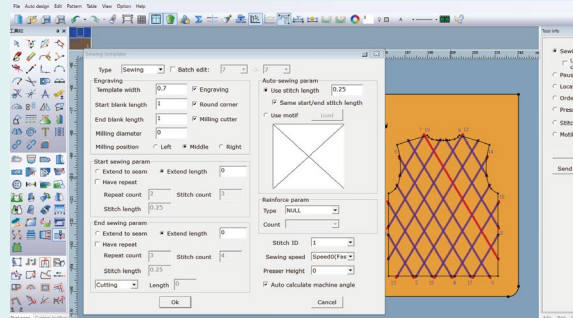 File Auto design Edit Pattern Table View Option Help
Tool info
Sewing template
Type Sewing Batch edit: 7 -> 7
Engraving
Template width 0.7 Engraving
Start blank length 1 Round corner
End blank length 1 Milling cutter
Milling diameter 0
Milling position Left Middle Right
Start sewing param
Extend to seam Extend length 0
Have repeat
Repeat count 2 Stitch count 3
Stitch length 0.25
End sewing param
Extend to seam Extend length 0
Have repeat
Repeat count 3 Stitch count 4
Stitch length 0.25
Cutting Length 0
Auto-sewing param
Use stitch length 0.25
Same start/end stitch length
Use motif Load
Reinforce param
Type NULL
Count
Stitch ID 1
Sewing speed Speed0(Fas
Presser Height 0
Auto calculate machine angle
Ok
Cancel
Sewi
Paus
Loca
Orde
Press
Stitc
Motif
Send